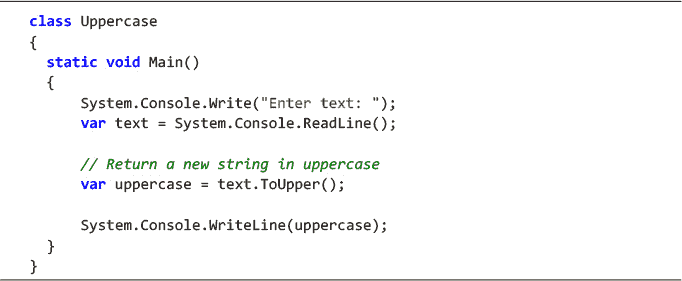 class Uppercase
{
  static void Main()
  {
      System.Console.Write("Enter text: ");
      var text = System.Console.ReadLine();

      // Return a new string in uppercase
      var uppercase = text.ToUpper();

      System.Console.WriteLine(uppercase);
  }
}